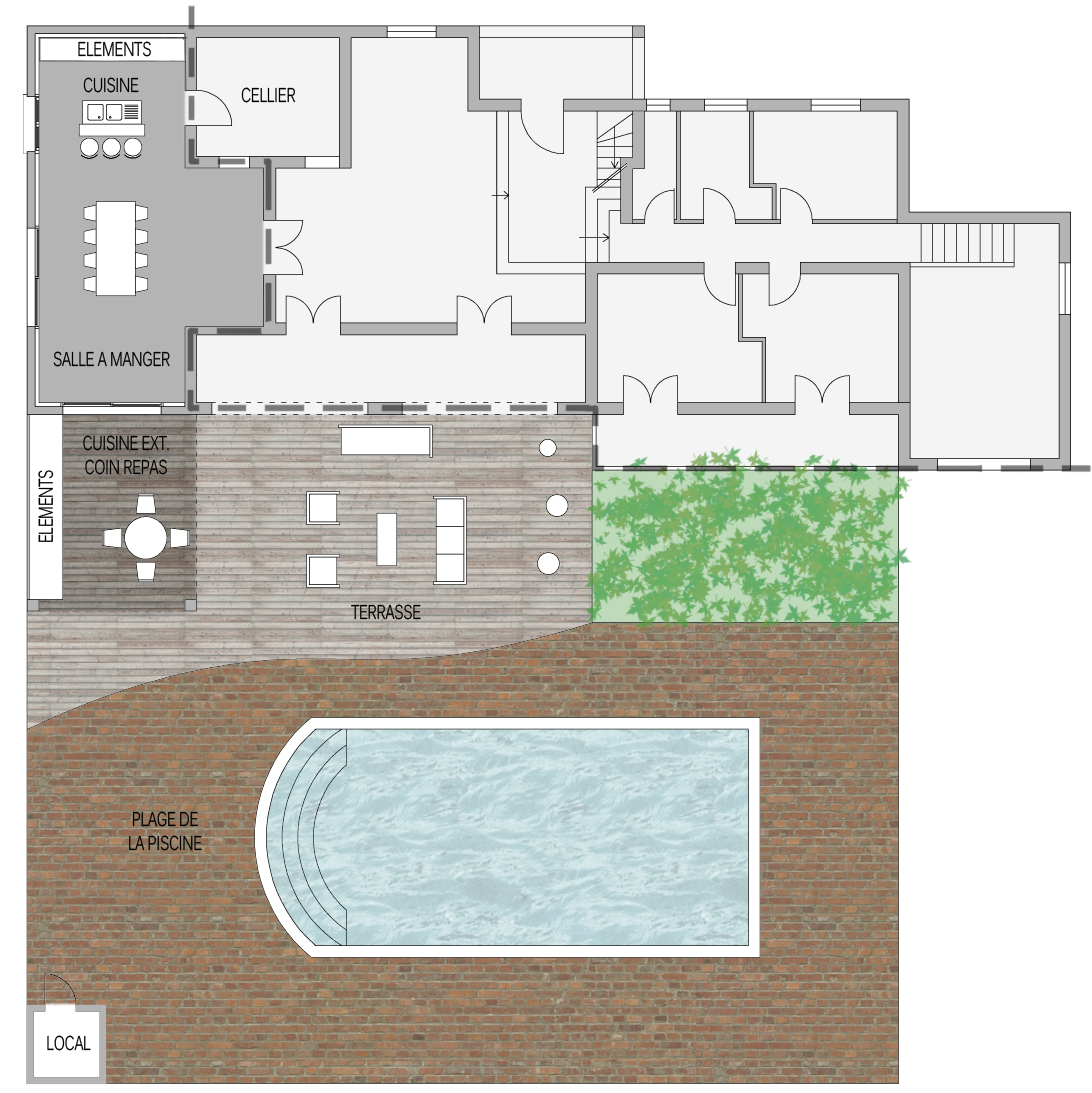 ELEMENTS
CUISINE
CELLIER
SALLE A MANGER
CUISINE EXT.
COIN REPAS
ELEMENTS
TERRASSE
PLAGE DE
LA PISCINE
LOCAL